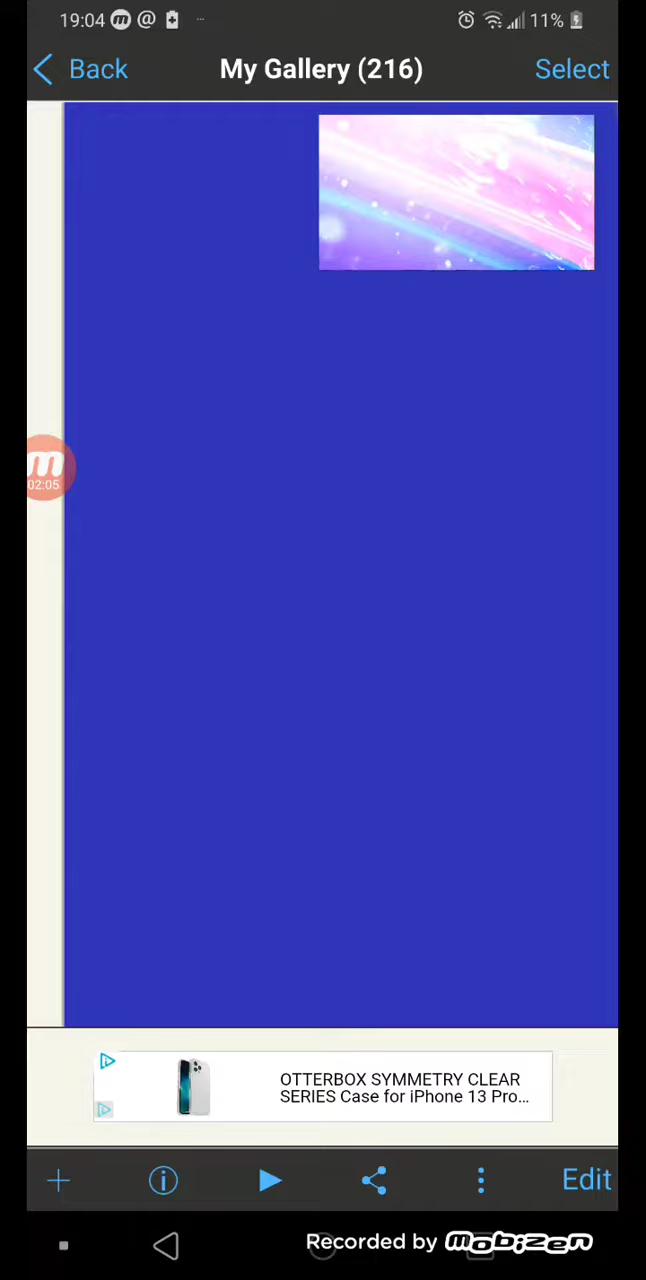 19:04 m @ 11%
Back My Gallery (216) Select
m
02:05
OTTERBOX SYMMETRY CLEAR
SERIES Case for iPhone 13 Pro...
Edit
Recorded by mobizen